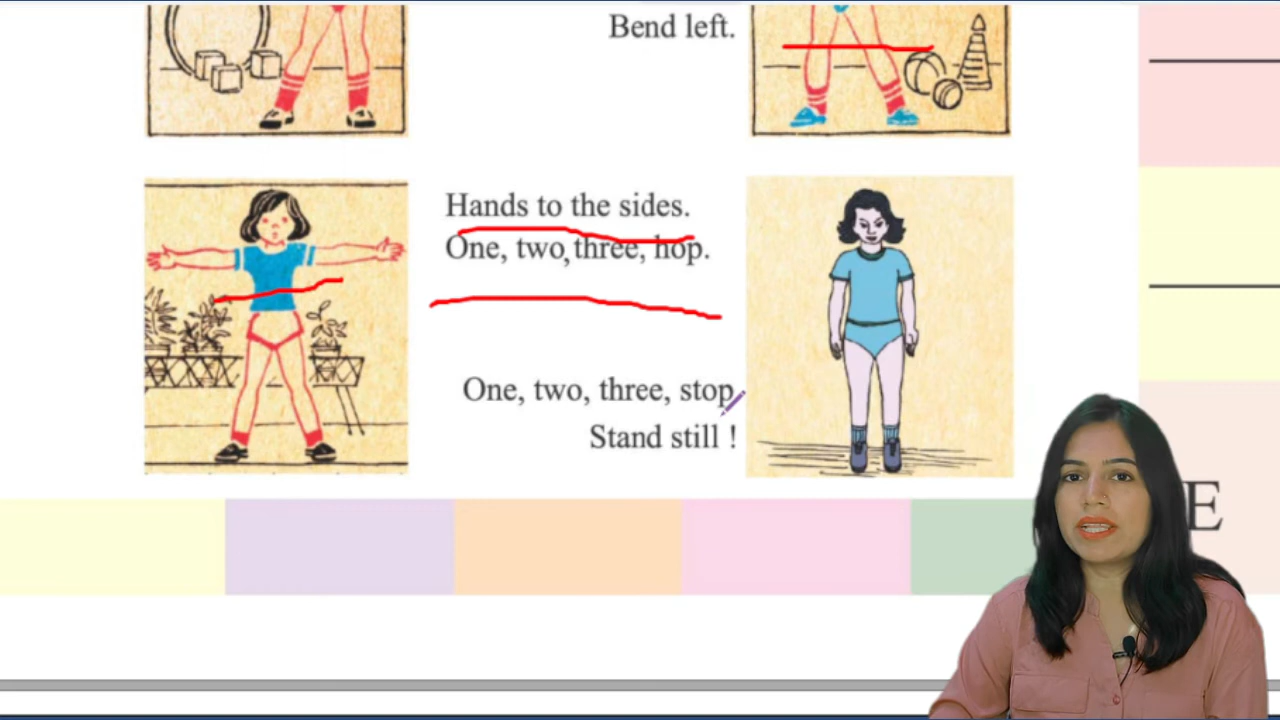 Bend left.
Hands to the sides.
One, two, three, hop.
One, two, three, stop
Stand still !
E